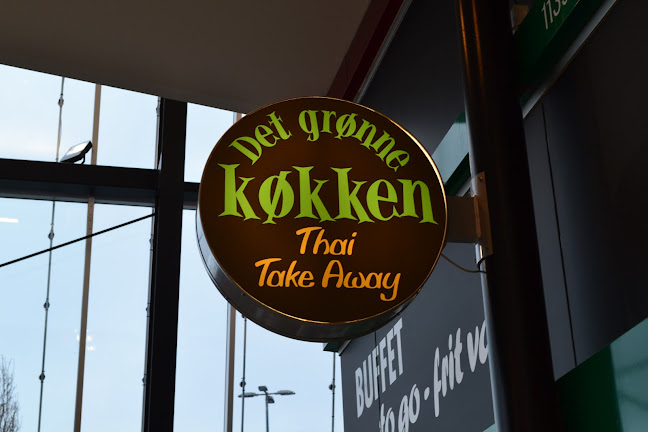 Det grønne
køkken
Thai
Take Away
BUFFET
to go - frit